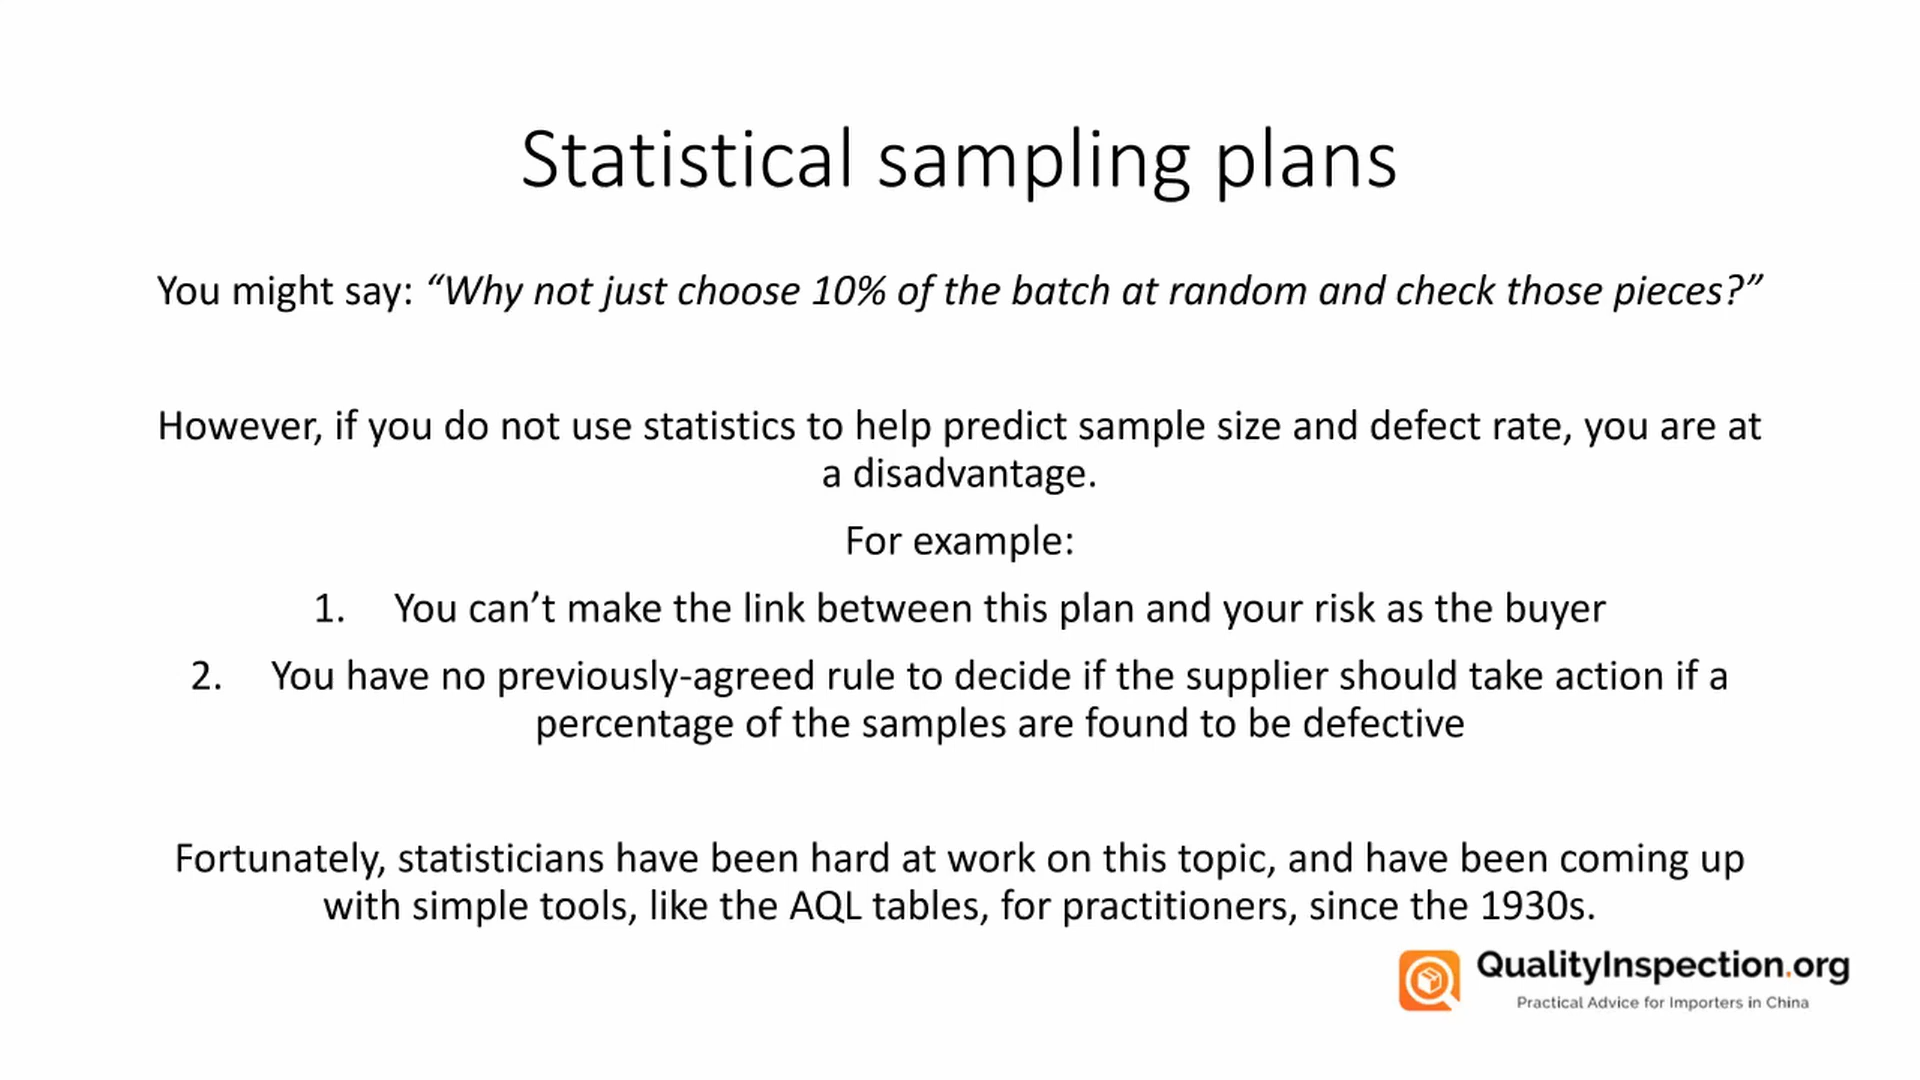 Statistical sampling plans
You might say: “Why not just choose 10% of the batch at random and check those pieces?”
However, if you do not use statistics to help predict sample size and defect rate, you are at
a disadvantage.
For example:
1. You can’t make the link between this plan and your risk as the buyer
2. You have no previously-agreed rule to decide if the supplier should take action if a
percentage of the samples are found to be defective
Fortunately, statisticians have been hard at work on this topic, and have been coming up
with simple tools, like the AQL tables, for practitioners, since the 1930s.
QualityInspection.org
Practical Advice for Importers in China